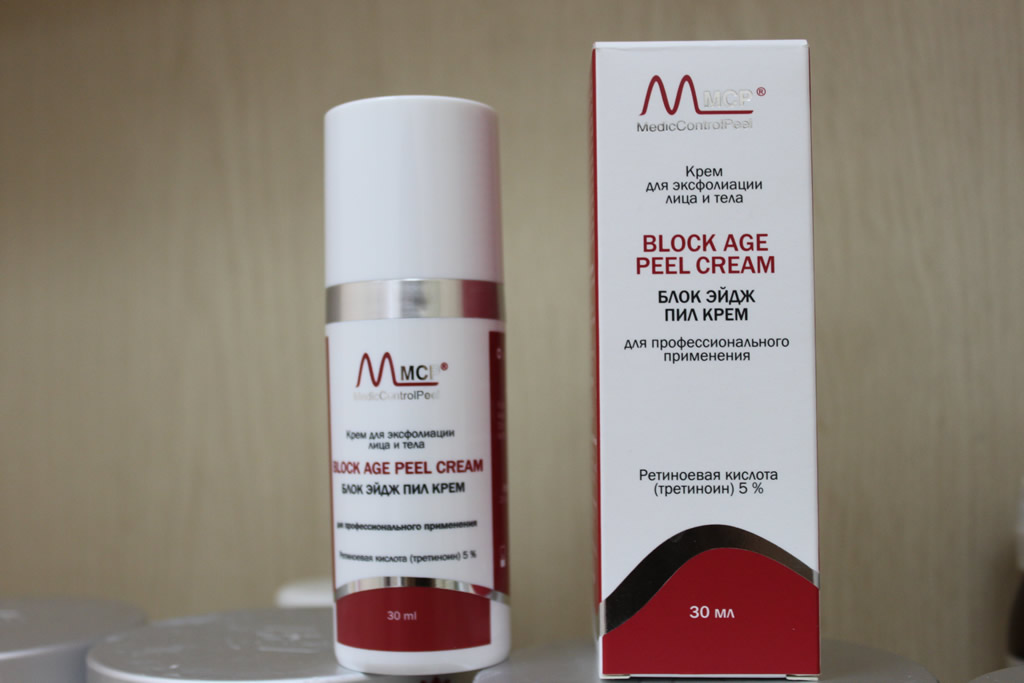 MCP®
MedicControlPeel
Крем для эксфолиации
лица и тела
BLOCK AGE PEEL CREAM
БЛОК ЭЙДЖ ПИЛ КРЕМ
для профессионального применения
Ретиноевая кислота (третиноин) 5 %
30 ml
MCP®
MedicControlPeel
Крем
для эксфолиации
лица и тела
BLOCK AGE
PEEL CREAM
БЛОК ЭЙДЖ
ПИЛ КРЕМ
для профессионального
применения
Ретиноевая кислота
(третиноин) 5 %
30 мл